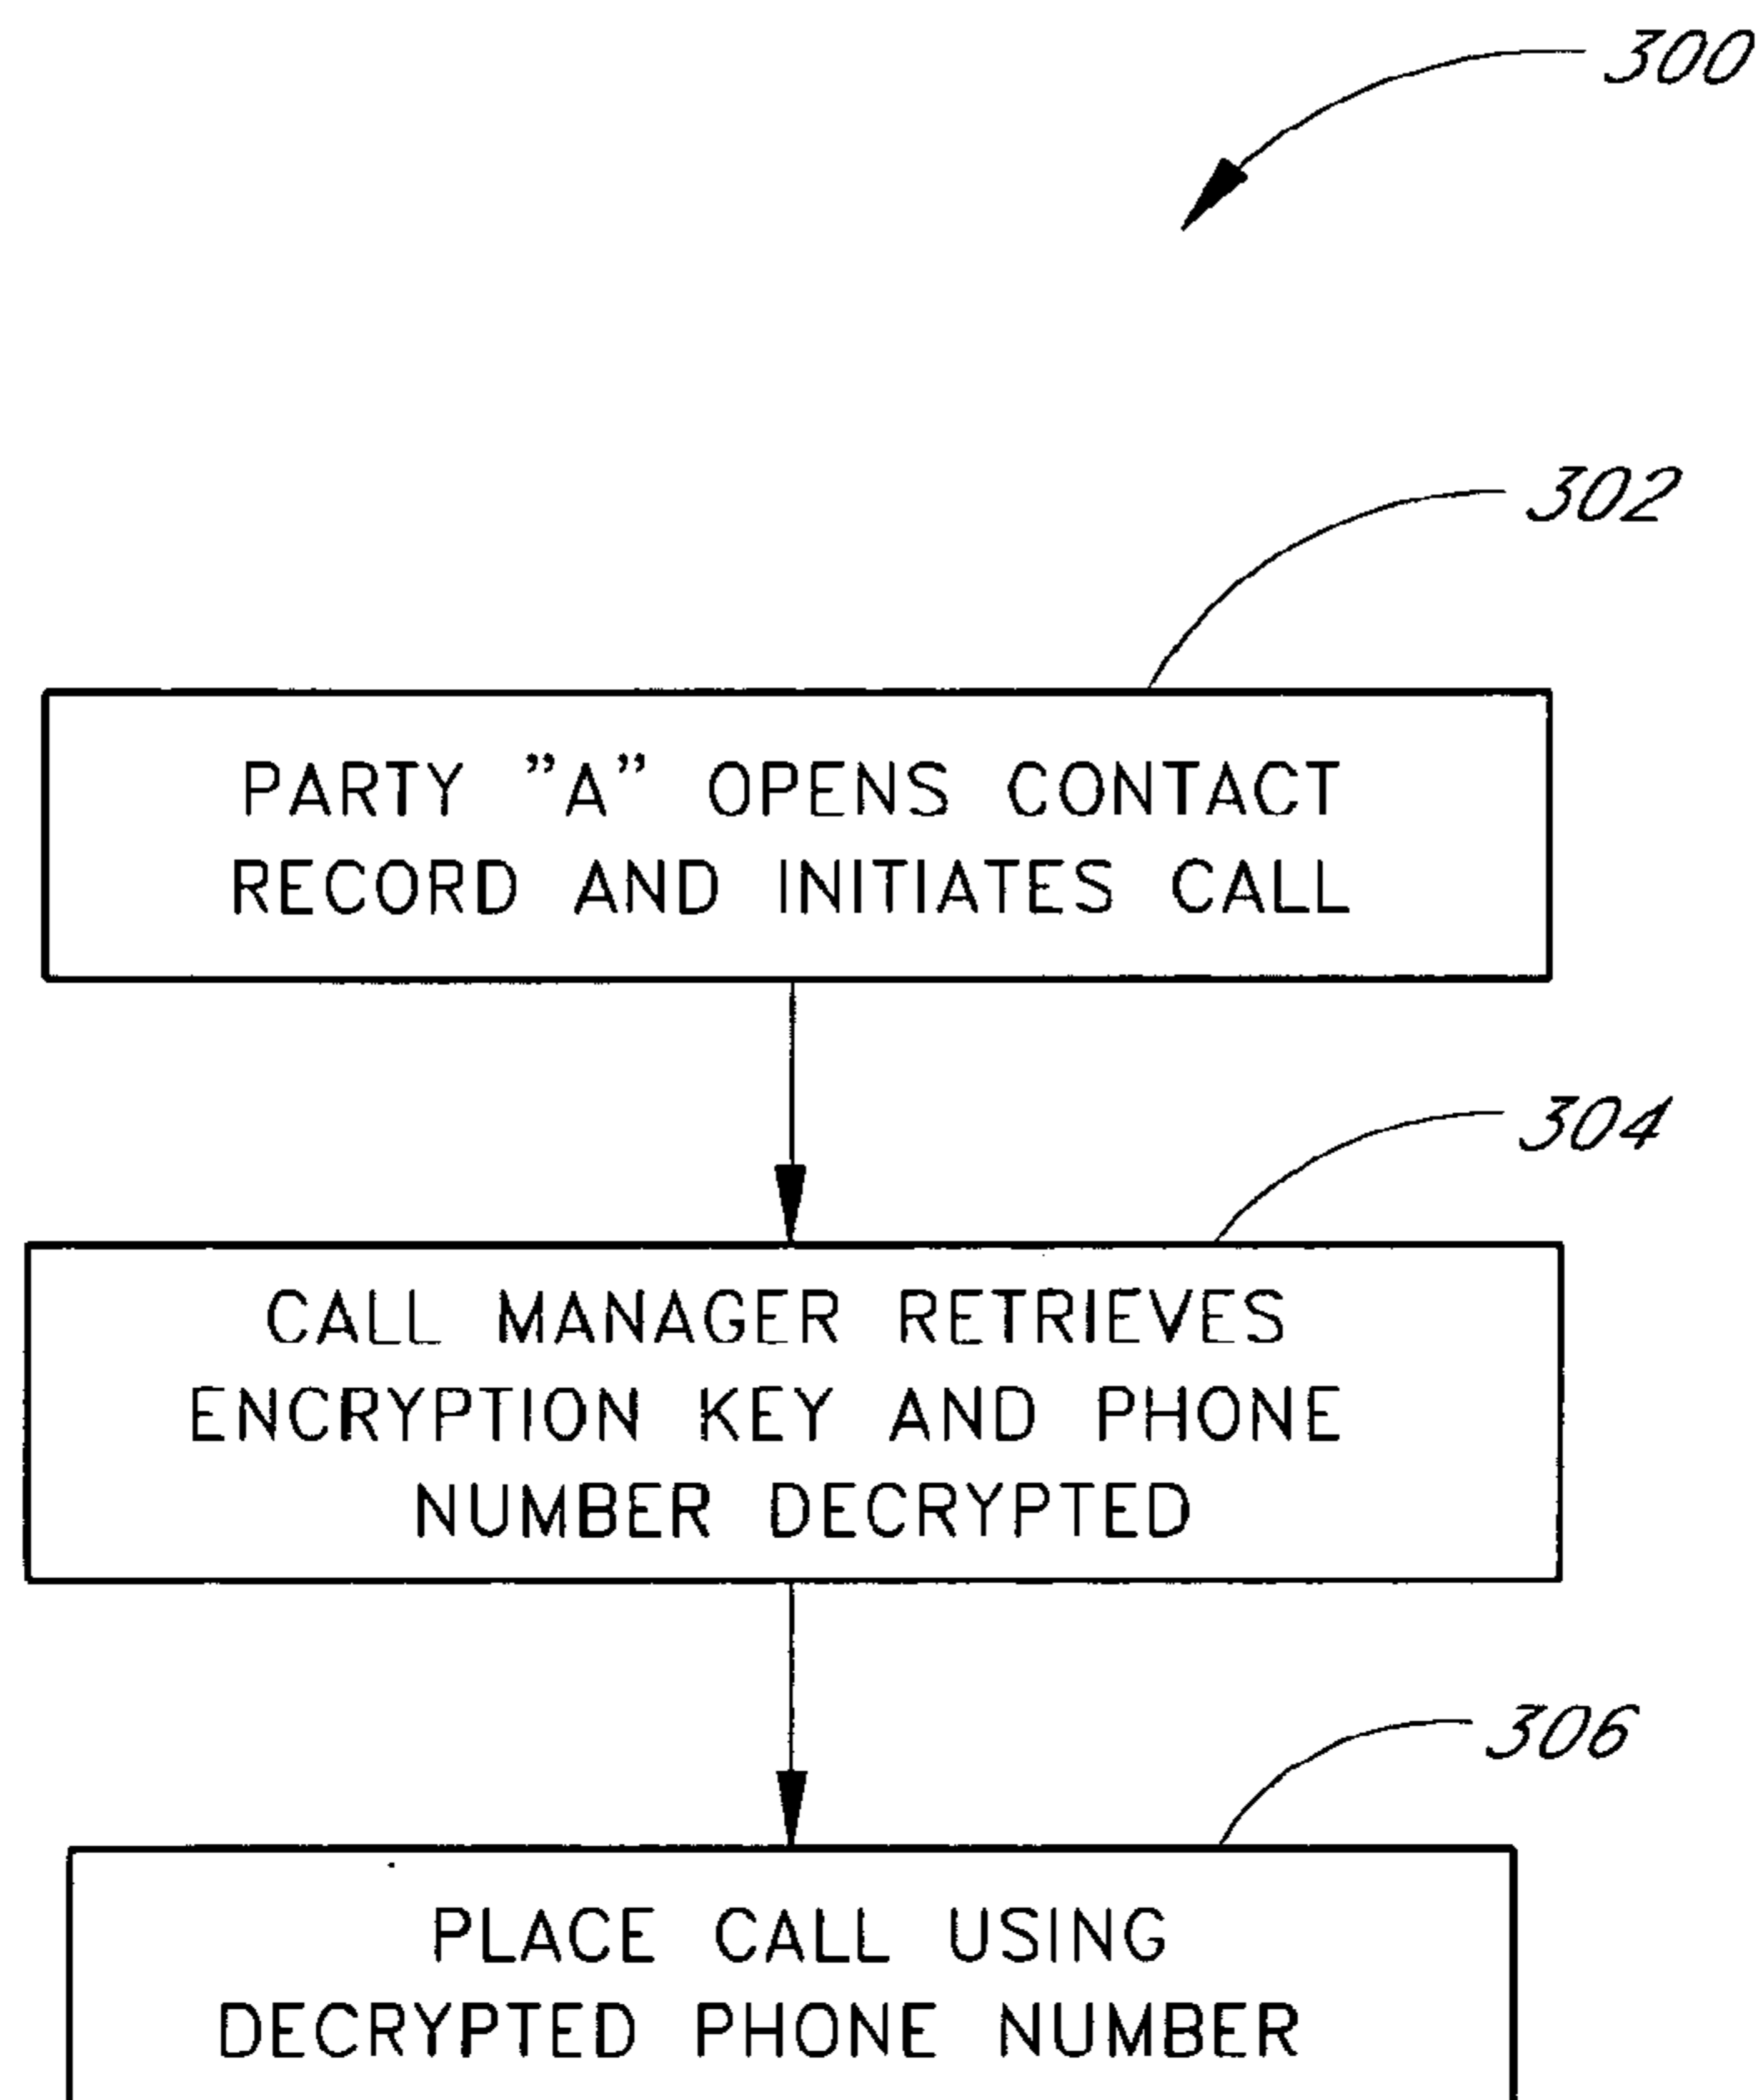 300
302
PARTY "A" OPENS CONTACT
RECORD AND INITIATES CALL
304
CALL MANAGER RETRIEVES
ENCRYPTION KEY AND PHONE
NUMBER DECRYPTED
306
PLACE CALL USING
DECRYPTED PHONE NUMBER